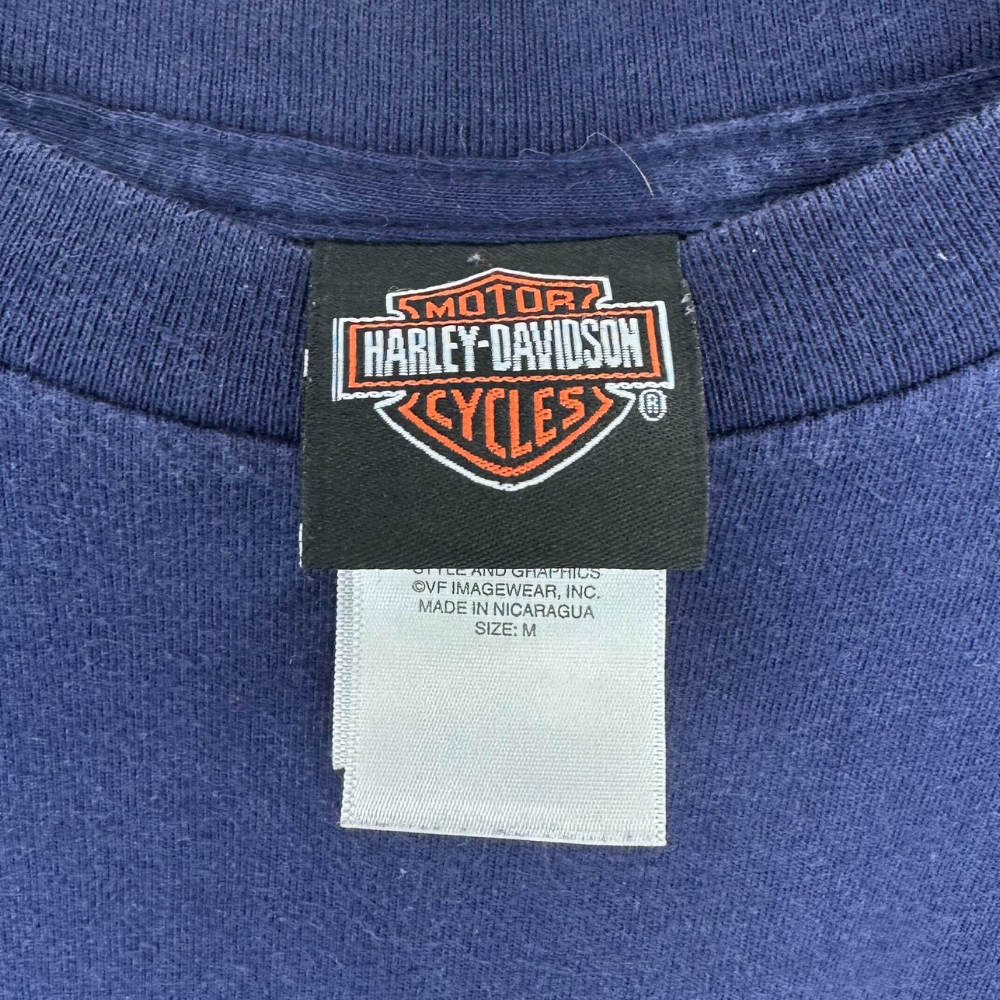 MOTOR
HARLEY-DAVIDSON
CYCLES
®
STYLE AND GRAPHICS
©VF IMAGEWEAR, INC.
MADE IN NICARAGUA
SIZE: M